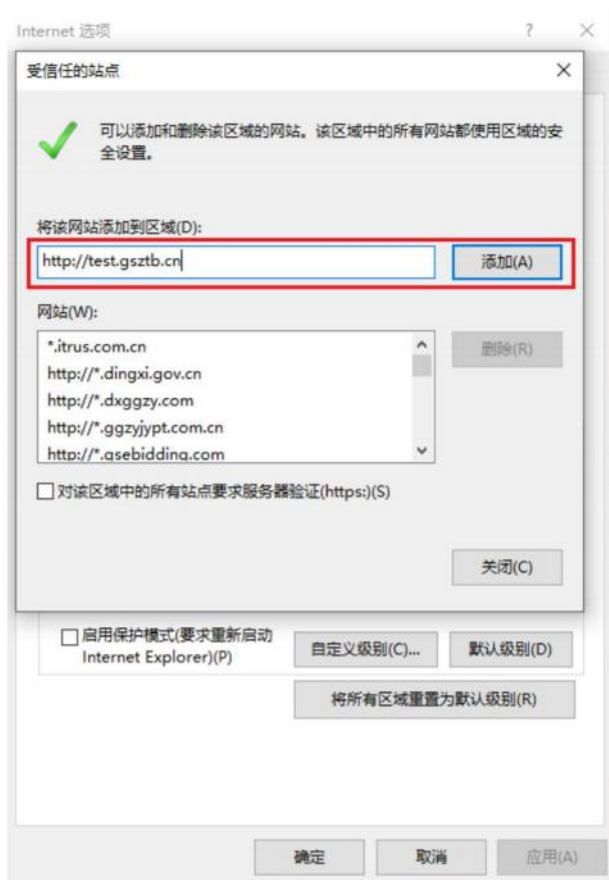 Internet 选项
受信任的站点
可以添加和删除该区域的网站。该区域中的所有网站都使用区域的安
全设置。
将该网站添加到区域(D):
http://test.gsztb.cn
添加(A)
网站(W):
*.itrus.com.cn
删除(R)
http://*.dingxi.gov.cn
http://*.dxggzy.com
http://*.ggzyjypt.com.cn
http://*.gsebidding.com
对该区域中的所有站点要求服务器验证(https:)(S)
关闭(C)
启用保护模式(要求重新启动
Internet Explorer)(P)
自定义级别(C)...
默认级别(D)
将所有区域重置为默认级别(R)
确定
取消
应用(A)